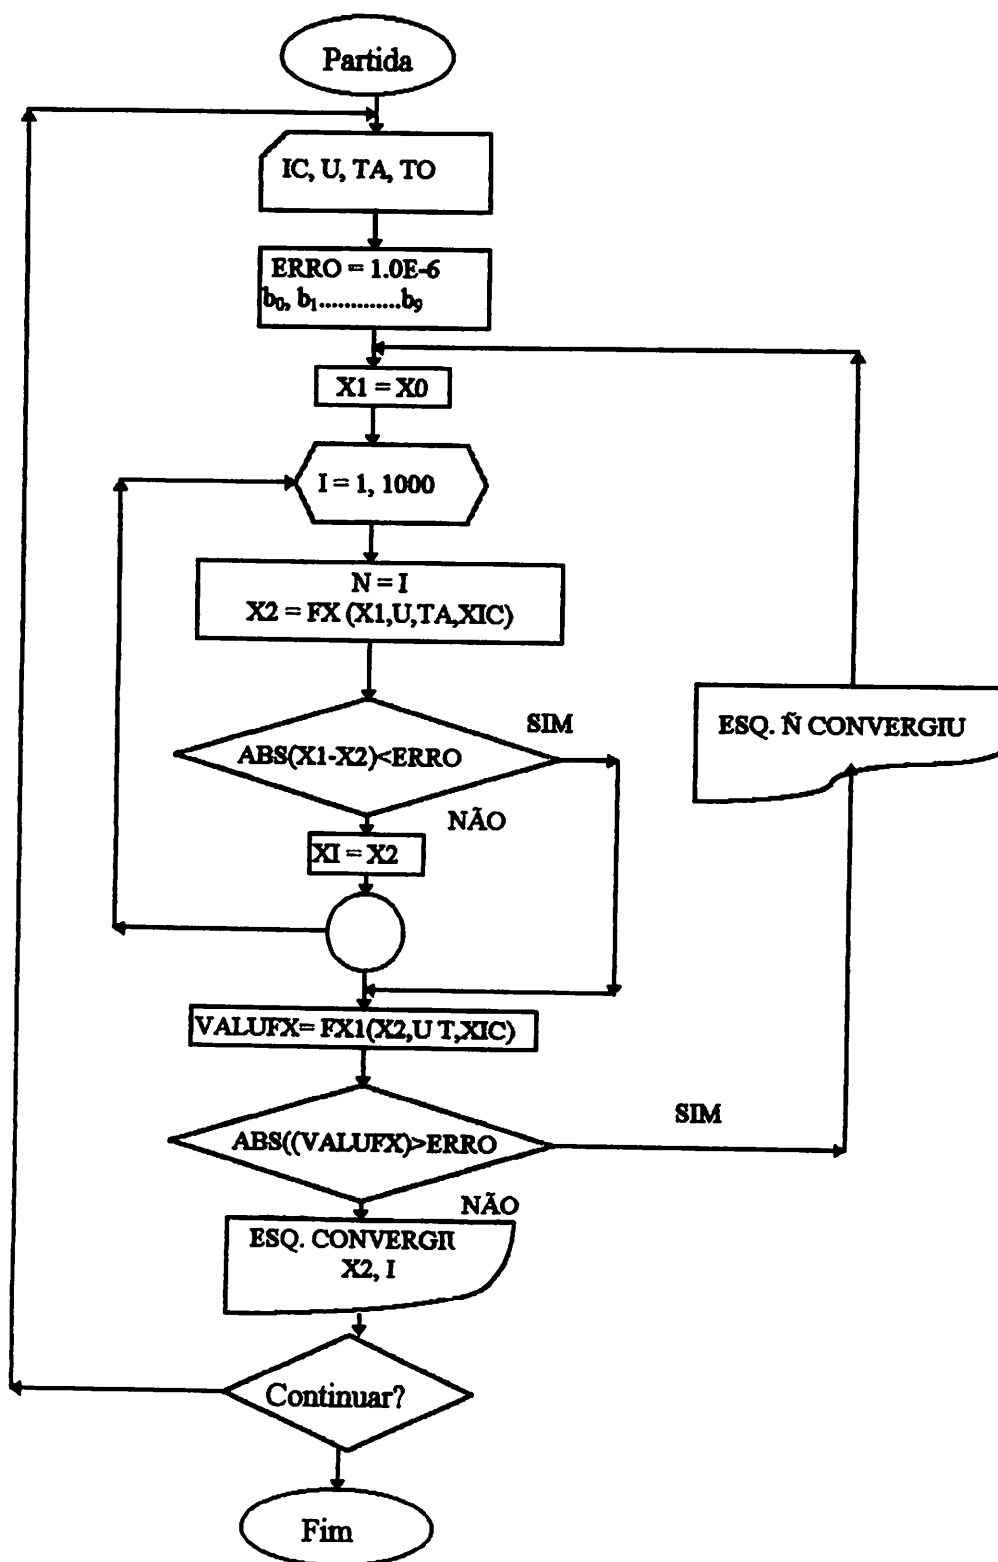 Partida
IC, U, TA, TO
ERRO = 1.0E-6
b0, b1..............b9
X1 = X0
I = 1, 1000
N = I
X2 = FX (X1,U,TA,XIC)
ABS(X1-X2)<ERRO
SIM
ESQ. Ñ CONVERGIU
NÃO
XI = X2
VALUFX= FX1(X2,U T,XIC)
SIM
ABS((VALUFX)>ERRO
NÃO
ESQ. CONVERGIU
X2, I
Continuar?
Fim